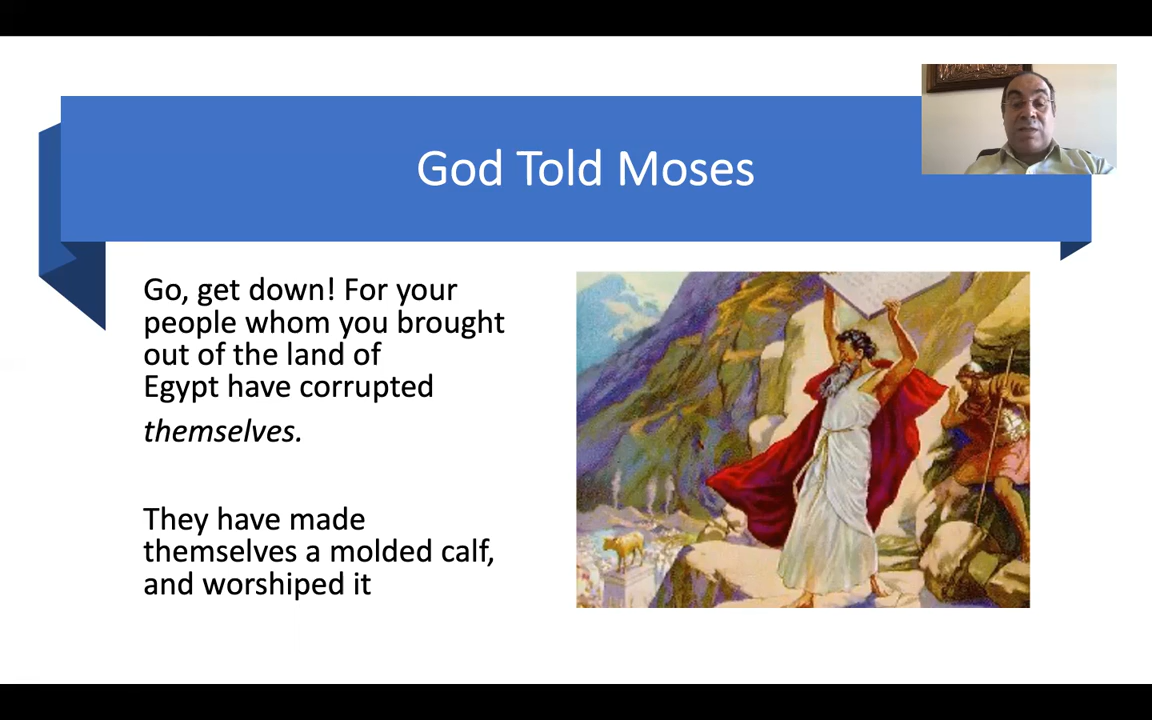 God Told Moses
Go, get down! For your
people whom you brought
out of the land of
Egypt have corrupted
themselves.
They have made
themselves a molded calf,
and worshiped it